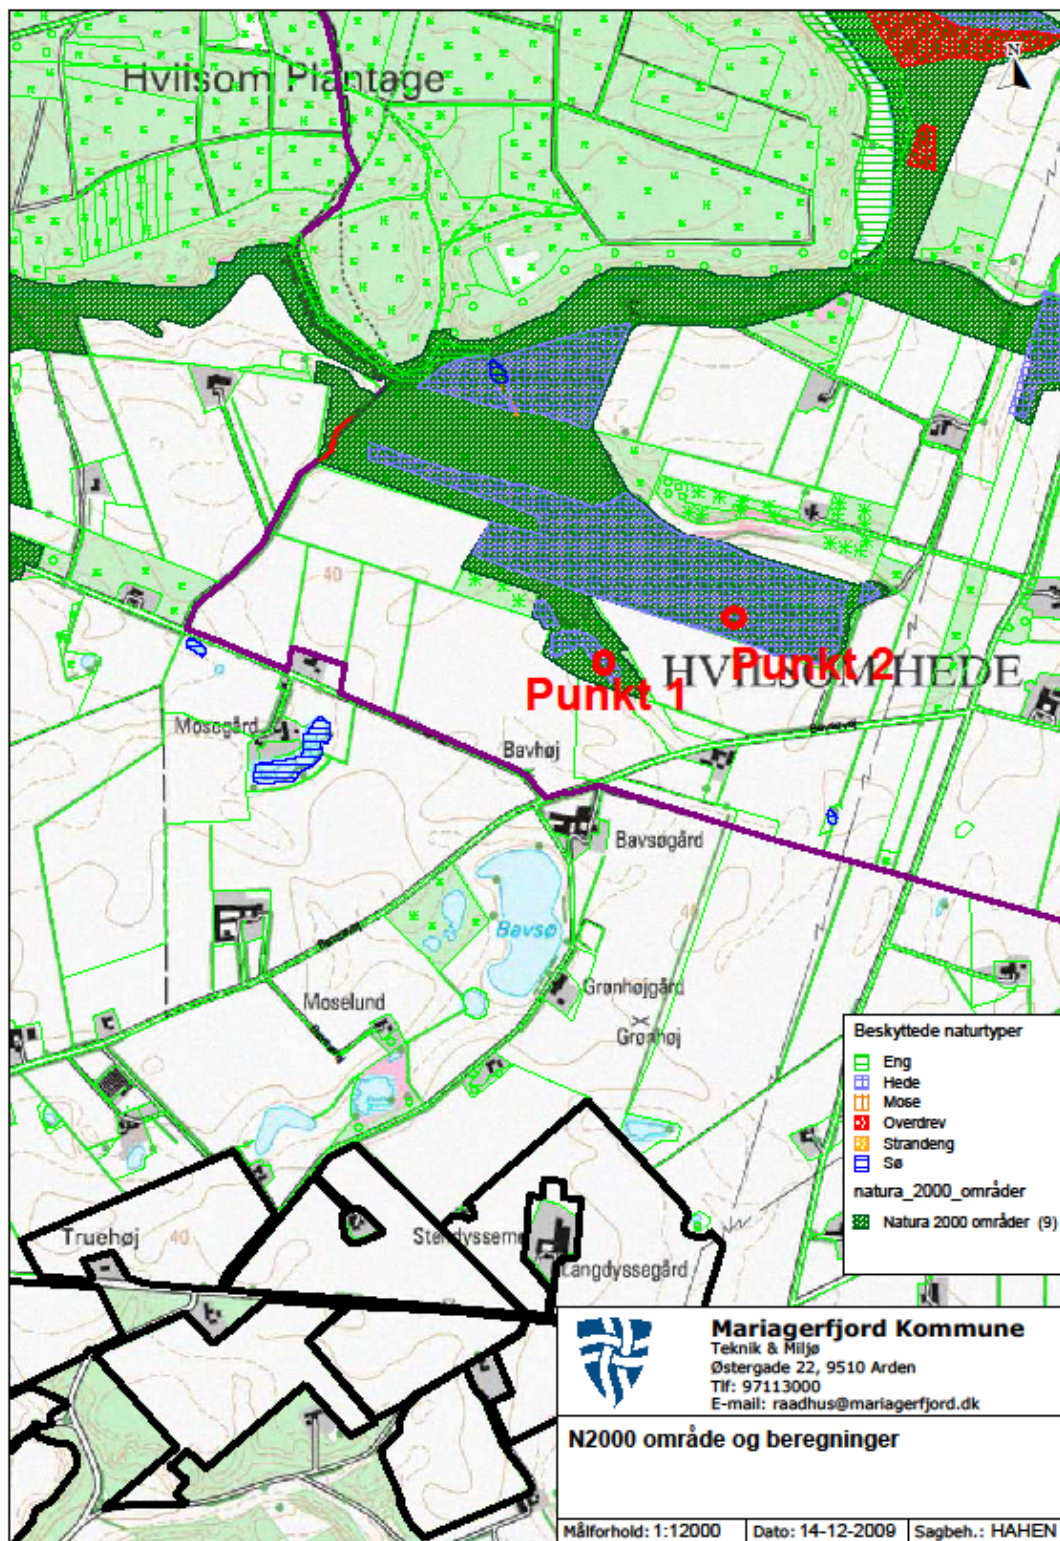 Hvilsom Plantage
N
40
Punkt 1
Punkt 2
HVILSOM HEDE
Mosegård
Bavhøj
Bavsøvej
Bavsøgård
40
Bavsø
Grønhøjgård
Moselund
Grønhøj
Truehøj
40
Stendysserne
Langdyssegård
Beskyttede naturtyper
Eng
Hede
Mose
Overdrev
Strandeng
Sø
natura_2000_områder
Natura 2000 områder (9)
Mariagerfjord Kommune
Teknik & Miljø
Østergade 22, 9510 Arden
Tlf: 97113000
E-mail: raadhus@mariagerfjord.dk
N2000 område og beregninger
Målforhold: 1:12000
Dato: 14-12-2009
Sagbeh.: HAHEN